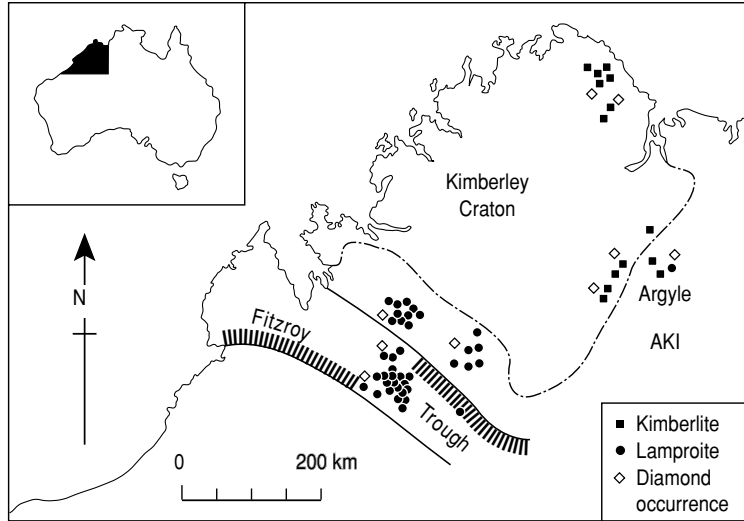 Kimberley
Craton
N
Argyle
Fitzroy
AKI
Trough
0
200 km
Kimberlite
Lamproite
Diamond
occurrence